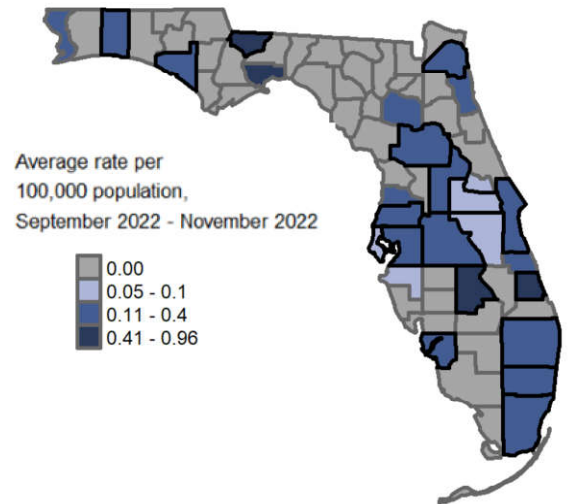 Average rate per
100,000 population,
September 2022 - November 2022
0.00
0.05 - 0.1
0.11 - 0.4
0.41 - 0.96